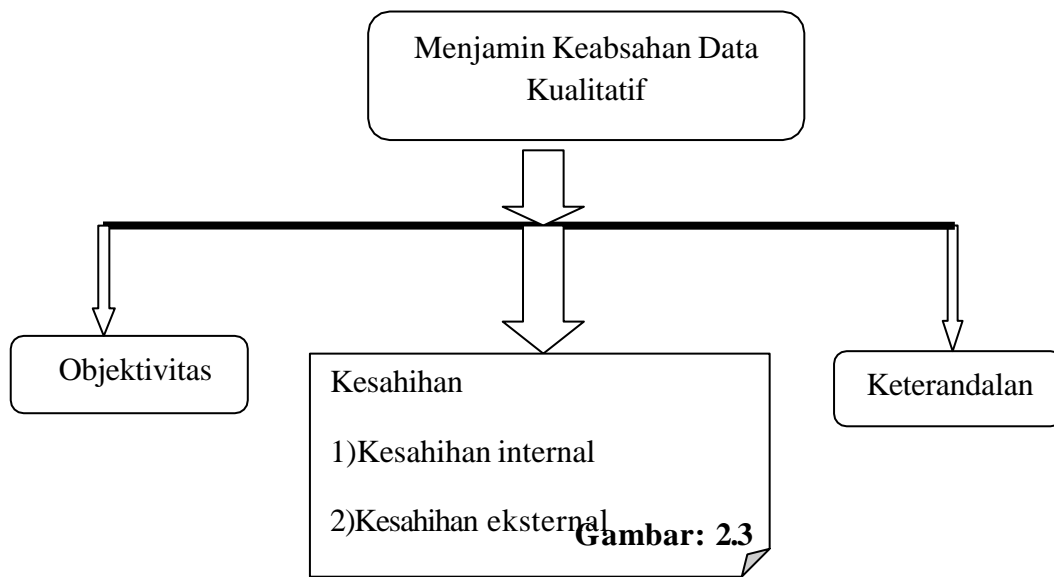 Menjamin Keabsahan Data
Kualitatif
Objektivitas
Kesahihan
1)Kesahihan internal
2)Kesahihan eksternal
Gambar: 2.3
Keterandalan